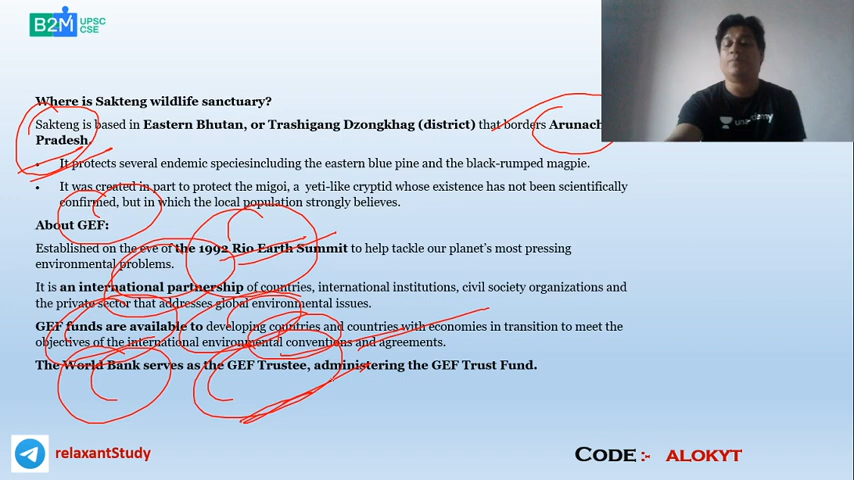 B2M UPSC
CSE
Where is Sakteng wildlife sanctuary?
Sakteng is based in Eastern Bhutan, or Trashigang Dzongkhag (district) that borders
Pradesh.
• It protects several endemic speciesincluding the eastern blue pine and the black-rumped magpie.
• It was created in part to protect the migoi, a yeti-like cryptid whose existence has not been scientifically
confirmed, but in which the local population strongly believes.
About GEF:
Established on the eve of the 1992 Rio Earth Summit to help tackle our planet's most pressing
environmental problems.
It is an international partnership of countries, international institutions, civil society organizations and
the private sector that addresses global environmental issues.
GEF funds are available to developing countries and countries with economies in transition to meet the
objectives of the international environmental conventions and agreements.
The World Bank serves as the GEF Trustee, administering the GEF Trust Fund.
relaxantStudy
CODE :- ALOKYT